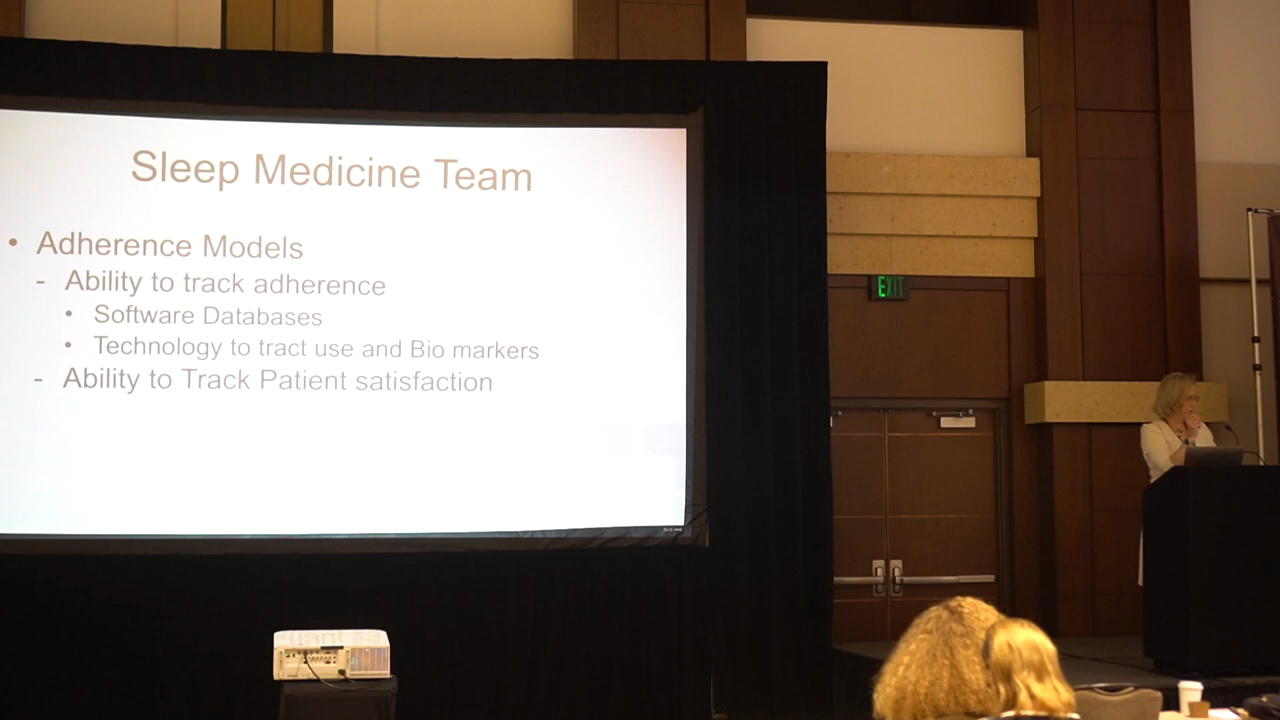 Sleep Medicine Team
• Adherence Models
- Ability to track adherence
• Software Databases
• Technology to tract use and Bio markers
- Ability to Track Patient satisfaction
EXIT